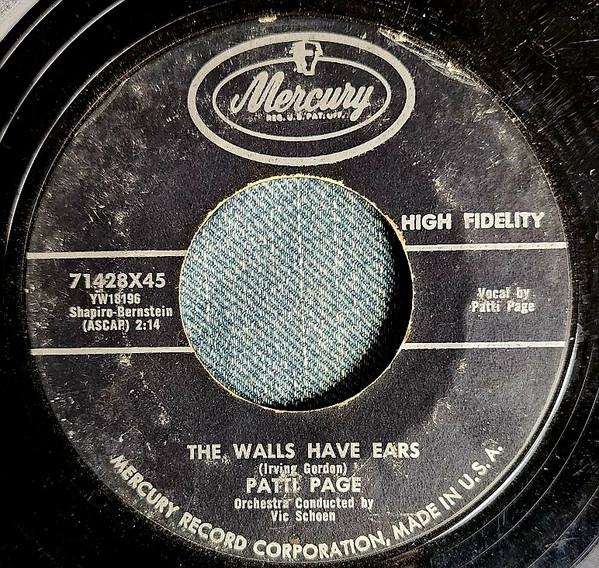 Mercury
REG. U.S. PAT. OFF.
HIGH FIDELITY
71428X45
YW18196
Shapiro-Bernstein
(ASCAP) 2:14
Vocal by
Patti Page
THE WALLS HAVE EARS
(Irving Gordon)
PATTI PAGE
Orchestra Conducted by
Vic Schoen
MERCURY RECORD CORPORATION, MADE IN U.S.A.